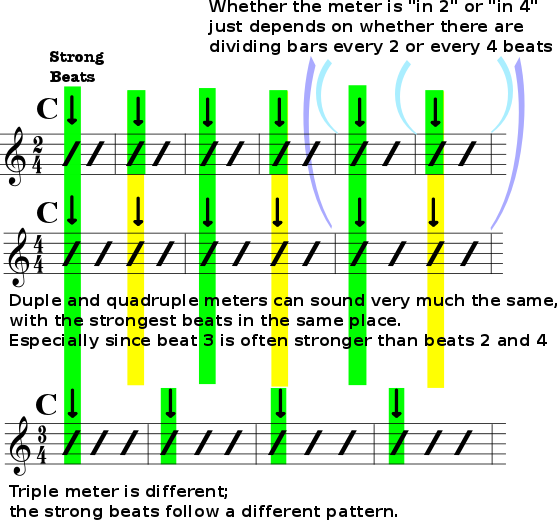 Whether the meter is "in 2" or "in 4"
just depends on whether there are
dividing bars every 2 or every 4 beats
Strong
Beats
C
2
4
C
4
4
Duple and quadruple meters can sound very much the same,
with the strongest beats in the same place.
Especially since beat 3 is often stronger than beats 2 and 4
C
3
4
Triple meter is different;
the strong beats follow a different pattern.